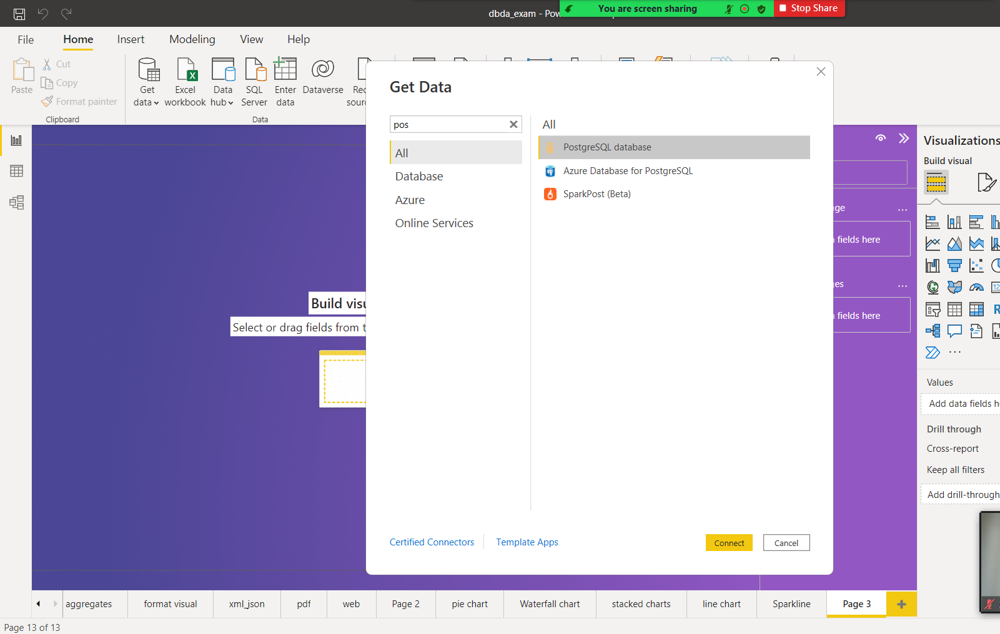 dbda_exam - Pow
You are screen sharing
Stop Share
File
Home
Insert
Modeling
View
Help
Paste
Cut
Copy
Format painter
Clipboard
Get data
Excel workbook
Data hub
SQL Server
Enter data
Dataverse
Data
Get Data
pos
All
Database
Azure
Online Services
All
PostgreSQL database
Azure Database for PostgreSQL
SparkPost (Beta)
Certified Connectors
Template Apps
Connect
Cancel
Build visu
Select or drag fields from t
ge
fields here
es
fields here
Visualizations
Build visual
Values
Add data fields h
Drill through
Cross-report
Keep all filters
Add drill-through
aggregates
format visual
xml_json
pdf
web
Page 2
pie chart
Waterfall chart
stacked charts
line chart
Sparkline
Page 3
Page 13 of 13